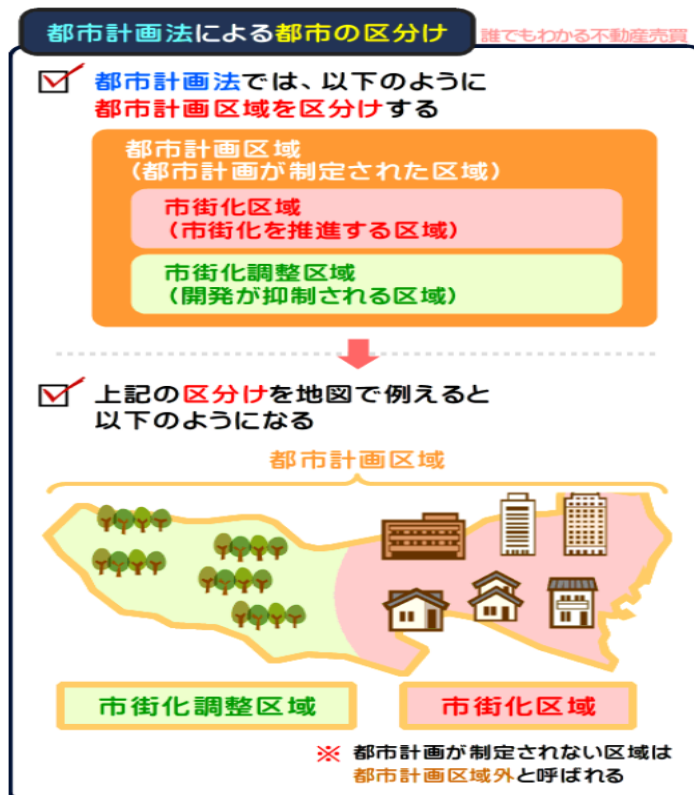 都市計画法による都市の区分け
誰でもわかる不動産売買
都市計画法では、以下のように
都市計画区域を区分けする
都市計画区域
(都市計画が制定された区域)
市街化区域
(市街化を推進する区域)
市街化調整区域
(開発が抑制される区域)
上記の区分けを地図で例えると
以下のようになる
都市計画区域
市街化調整区域
市街化区域
※ 都市計画が制定されない区域は
都市計画区域外と呼ばれる